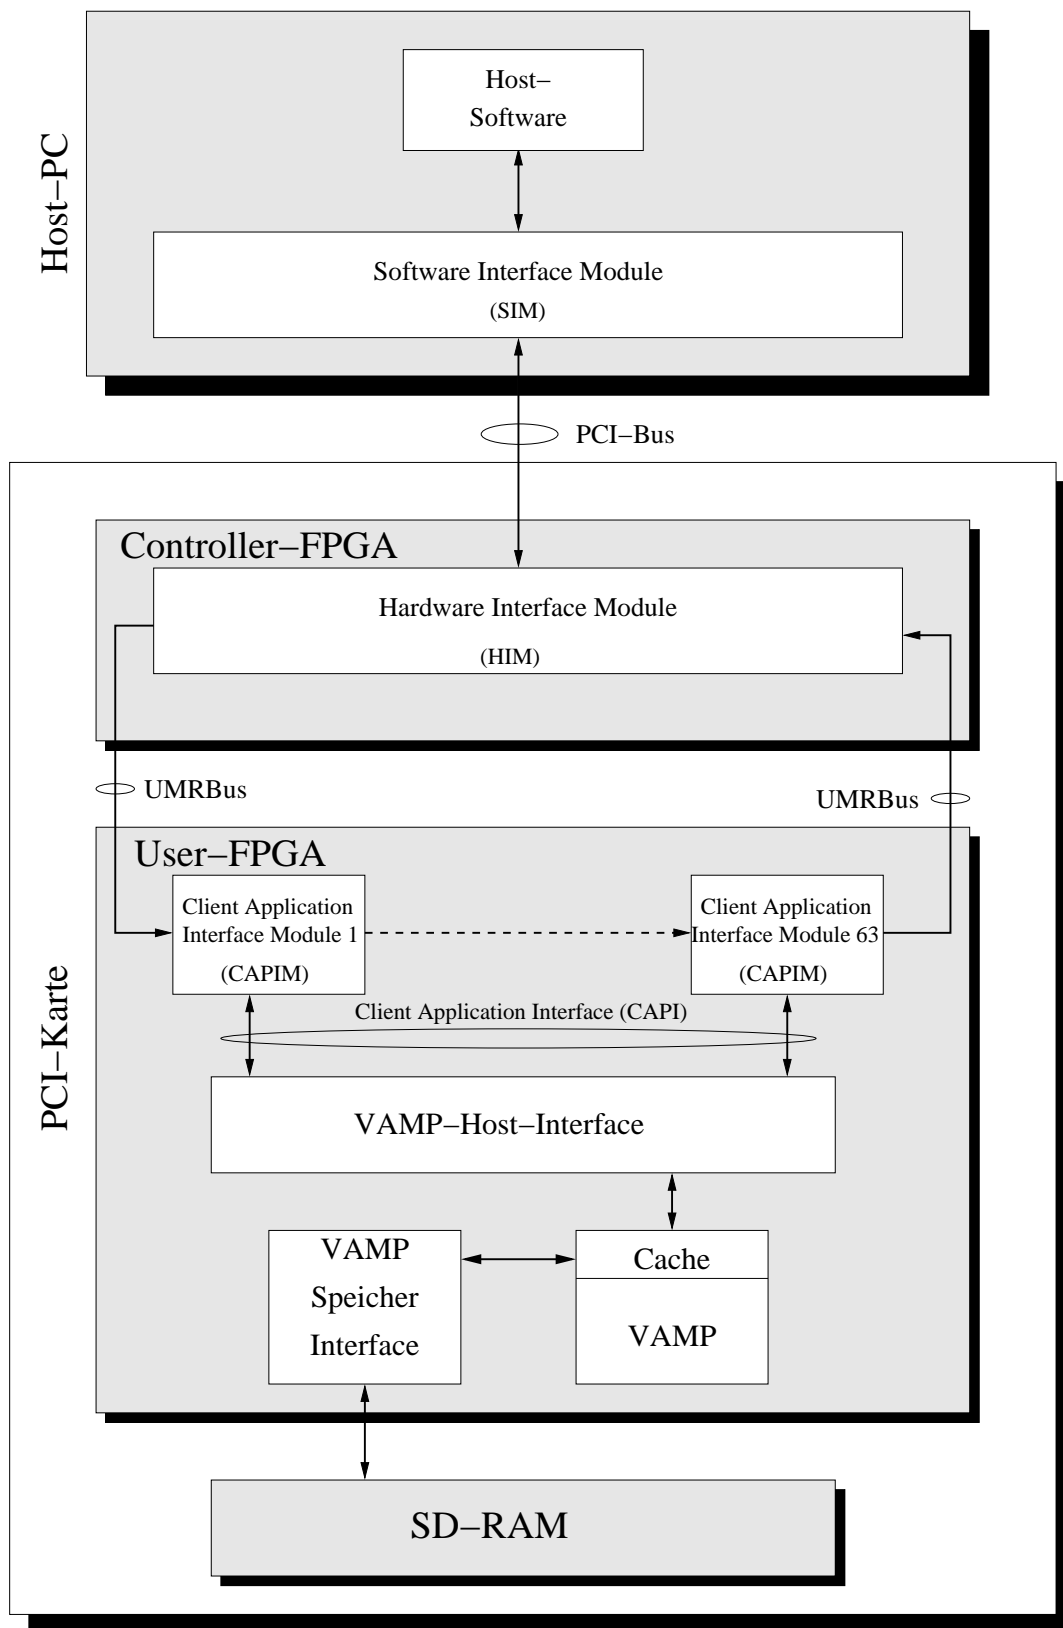 Host–PC
Host–
Software
Software Interface Module
(SIM)
PCI–Bus
PCI–Karte
Controller–FPGA
Hardware Interface Module
(HIM)
UMRBus
UMRBus
User–FPGA
Client Application
Interface Module 1
(CAPIM)
Client Application
Interface Module 63
(CAPIM)
Client Application Interface (CAPI)
VAMP–Host–Interface
VAMP
Speicher
Interface
Cache
VAMP
SD–RAM